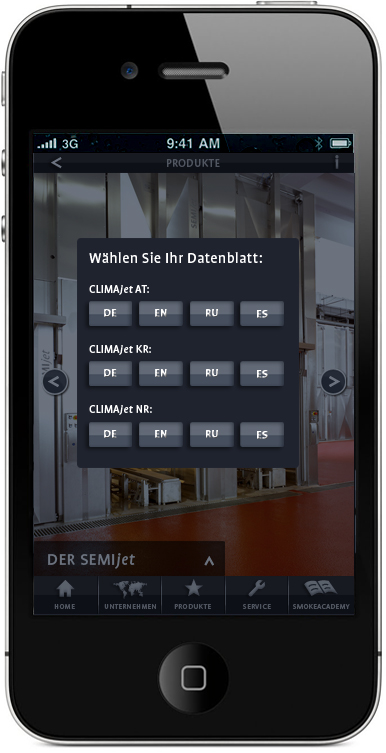 3G 9:41 AM
PRODUKTE i
Wählen Sie Ihr Datenblatt:
CLIMAjet AT:
DE EN RU ES
CLIMAjet KR:
DE EN RU ES
CLIMAjet NR:
DE EN RU ES
DER SEMIjet
HOME UNTERNEHMEN PRODUKTE SERVICE SMOKEACADEMY